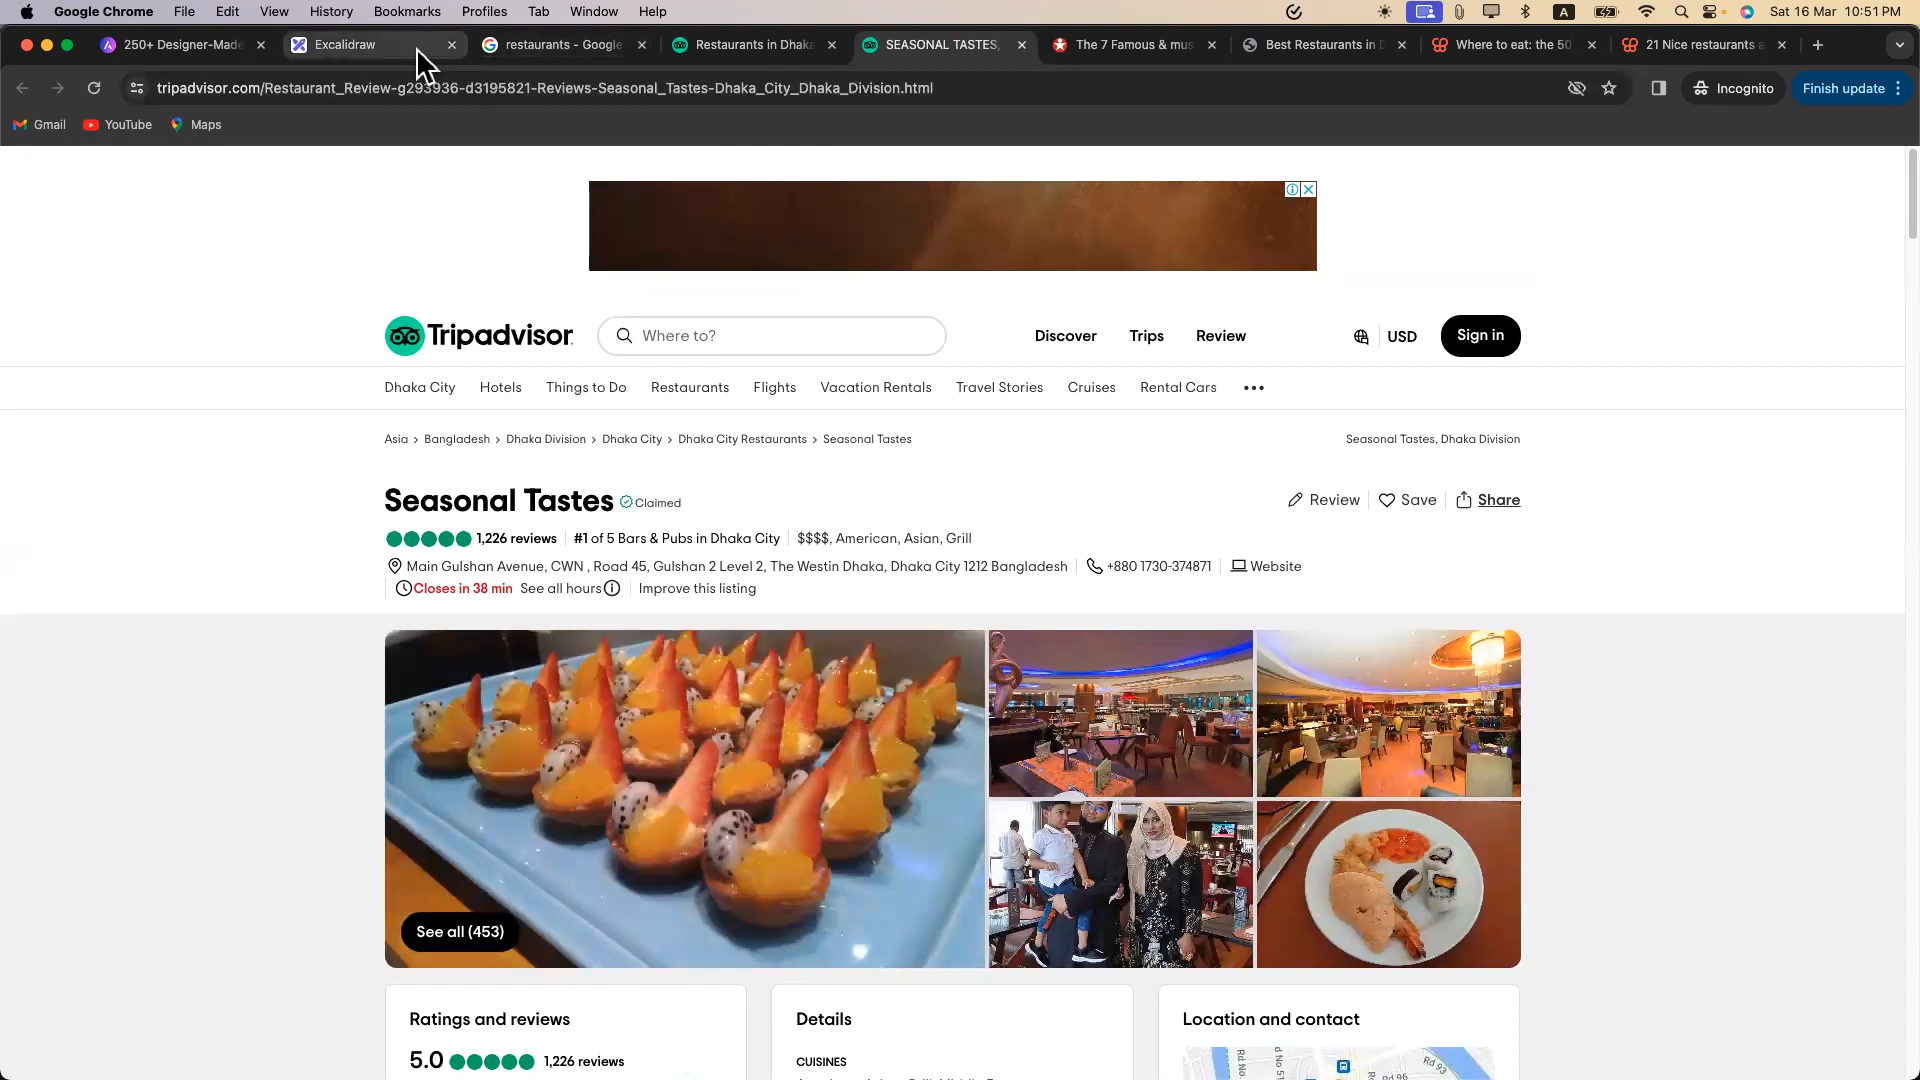 Google Chrome File Edit View History Bookmarks Profiles Tab Window Help A Sat 16 Mar 10:51 PM
250+ Designer-Made Excalidraw restaurants - Google Restaurants in Dhaka SEASONAL TASTES, The 7 Famous & mus Best Restaurants in D Where to eat: the 50 21 Nice restaurants a
tripadvisor.com/Restaurant_Review-g293936-d3195821-Reviews-Seasonal_Tastes-Dhaka_City_Dhaka_Division.html Incognito Finish update
Gmail YouTube Maps
Tripadvisor Where to? Discover Trips Review USD Sign in
Dhaka City Hotels Things to Do Restaurants Flights Vacation Rentals Travel Stories Cruises Rental Cars •••
Asia › Bangladesh › Dhaka Division › Dhaka City › Dhaka City Restaurants › Seasonal Tastes Seasonal Tastes, Dhaka Division
Seasonal Tastes Claimed Review Save Share
1,226 reviews #1 of 5 Bars & Pubs in Dhaka City $$$$, American, Asian, Grill
Main Gulshan Avenue, CWN , Road 45, Gulshan 2 Level 2, The Westin Dhaka, Dhaka City 1212 Bangladesh +880 1730-374871 Website
Closes in 38 min See all hours Improve this listing
See all (453)
Ratings and reviews Details Location and contact
5.0 1,226 reviews CUISINES
Rd 93
Rd 96